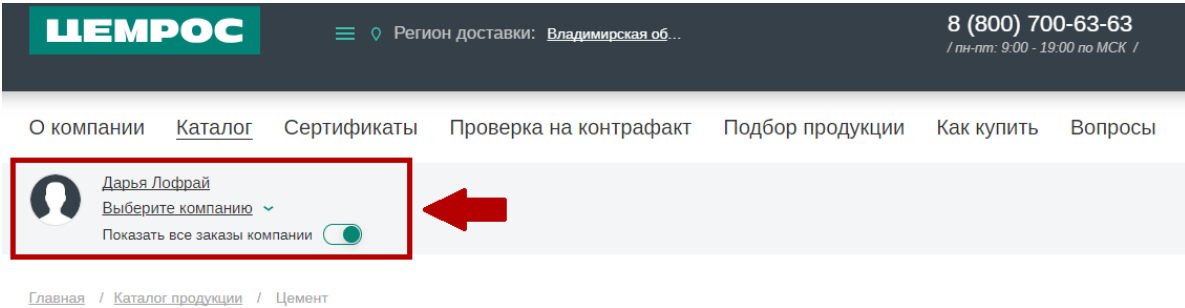 ЦЕМРОС
Регион доставки: Владимирская об...
8 (800) 700-63-63
/ пн-пт: 9:00 - 19:00 по МСК /
О компании Каталог Сертификаты Проверка на контрафакт Подбор продукции Как купить Вопросы
Дарья Лофрай
Выберите компанию
Показать все заказы компании
Главная / Каталог продукции / Цемент